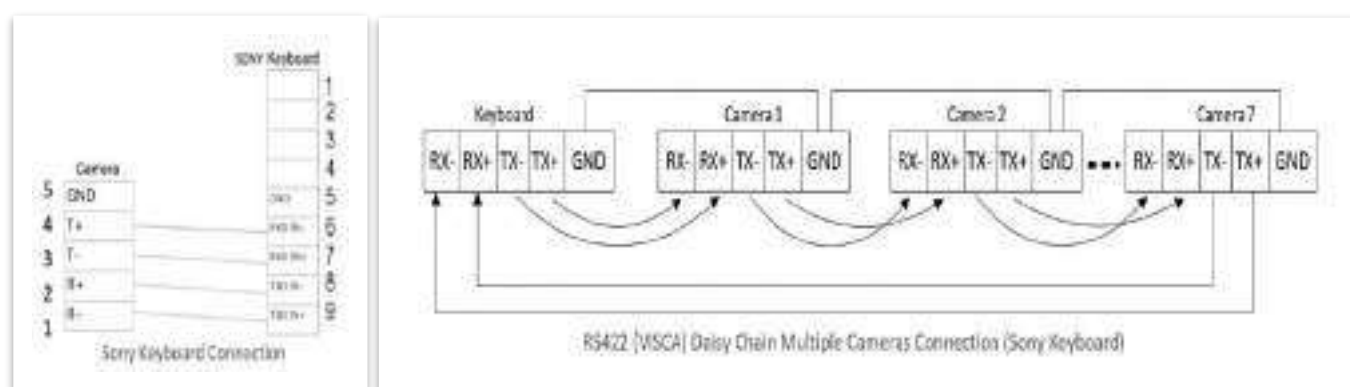 SONY Keyboard
1
2
3
4
5
6
7
8
9
Camera
5 GND
4 T+
3 T-
2 R+
1 R-
Sony Keyboard Connection
Keyboard Camera 1 Camera 2 Camera 7
RX- RX+ TX- TX+ GND RX- RX+ TX- TX+ GND RX- RX+ TX- TX+ GND RX- RX+ TX- TX+ GND
RS422 (VISCA) Daisy Chain Multiple Cameras Connection (Sony Keyboard)